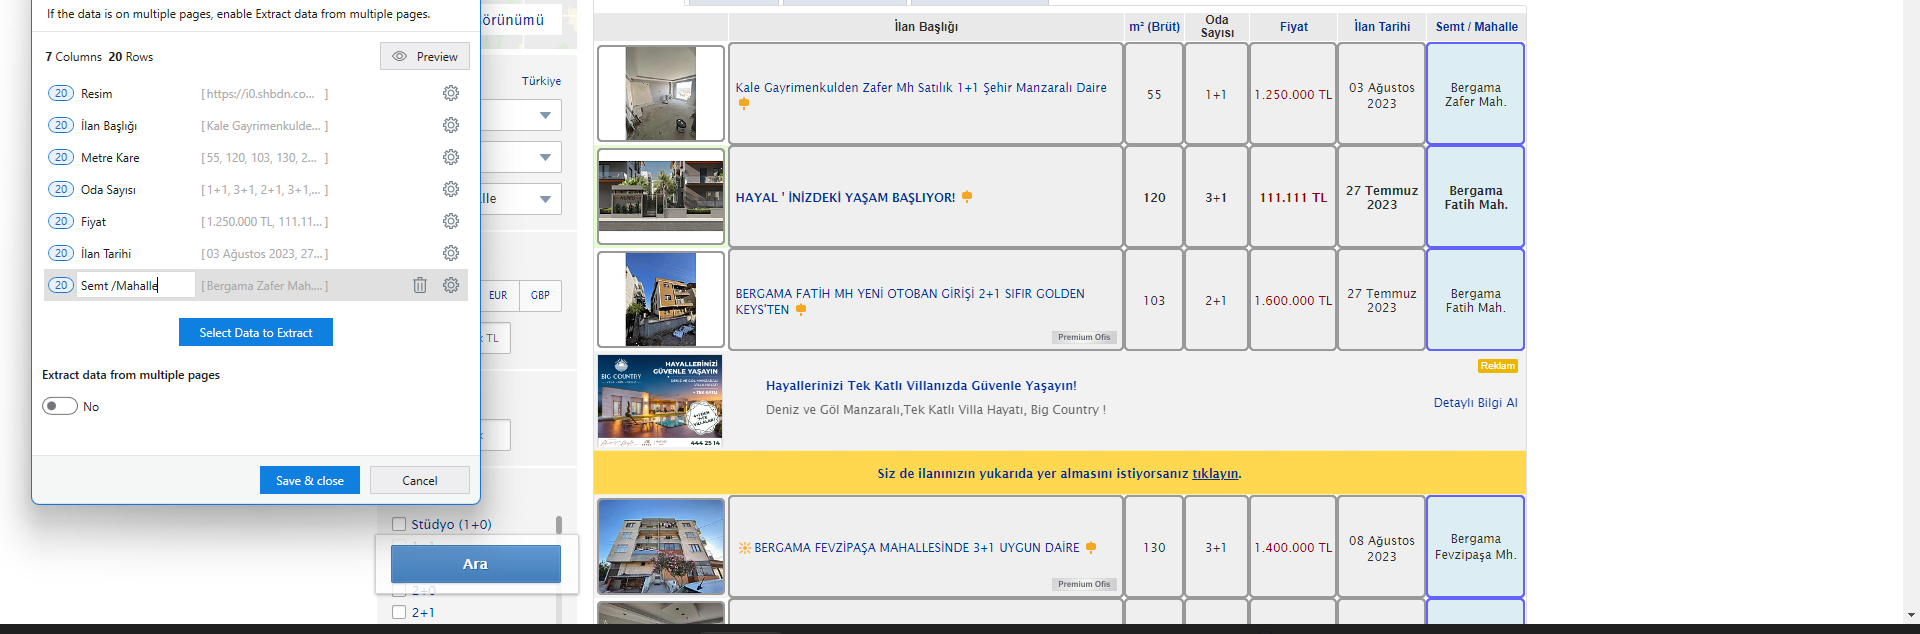 If the data is on multiple pages, enable Extract data from multiple pages.
7 Columns 20 Rows
Preview
20 Resim [https://i0.shbdn.co... ]
20 İlan Başlığı [Kale Gayrimenkulde... ]
20 Metre Kare [55, 120, 103, 130, 2... ]
20 Oda Sayısı [1+1, 3+1, 2+1, 3+1,... ]
20 Fiyat [1.250.000 TL, 111.11... ]
20 İlan Tarihi [03 Ağustos 2023, 27... ]
20 Semt /Mahalle [Bergama Zafer Mah.... ]
Select Data to Extract
Extract data from multiple pages
No
Save & close
Cancel
örünümü
Türkiye
lle
EUR
GBP
TL
Stüdyo (1+0)
Ara
2+0
2+1
İlan Başlığı
m² (Brüt)
Oda
Sayısı
Fiyat
İlan Tarihi
Semt / Mahalle
Kale Gayrimenkulden Zafer Mh Satılık 1+1 Şehir Manzaralı Daire
55
1+1
1.250.000 TL
03 Ağustos
2023
Bergama
Zafer Mah.
HAYAL ' İNİZDEKİ YAŞAM BAŞLIYOR!
120
3+1
111.111 TL
27 Temmuz
2023
Bergama
Fatih Mah.
BERGAMA FATİH MH YENİ OTOBAN GİRİŞİ 2+1 SIFIR GOLDEN
KEYS'TEN
Premium Ofis
103
2+1
1.600.000 TL
27 Temmuz
2023
Bergama
Fatih Mah.
BIG COUNTRY
HAYALLERİNİZİ
GÜVENLE YAŞAYIN
444 25 14
Hayallerinizi Tek Katlı Villanızda Güvenle Yaşayın!
Deniz ve Göl Manzaralı,Tek Katlı Villa Hayatı, Big Country !
Reklam
Detaylı Bilgi Al
Siz de ilanınızın yukarıda yer almasını istiyorsanız tıklayın.
BERGAMA FEVZİPAŞA MAHALLESİNDE 3+1 UYGUN DAİRE
Premium Ofis
130
3+1
1.400.000 TL
08 Ağustos
2023
Bergama
Fevzipaşa Mh.